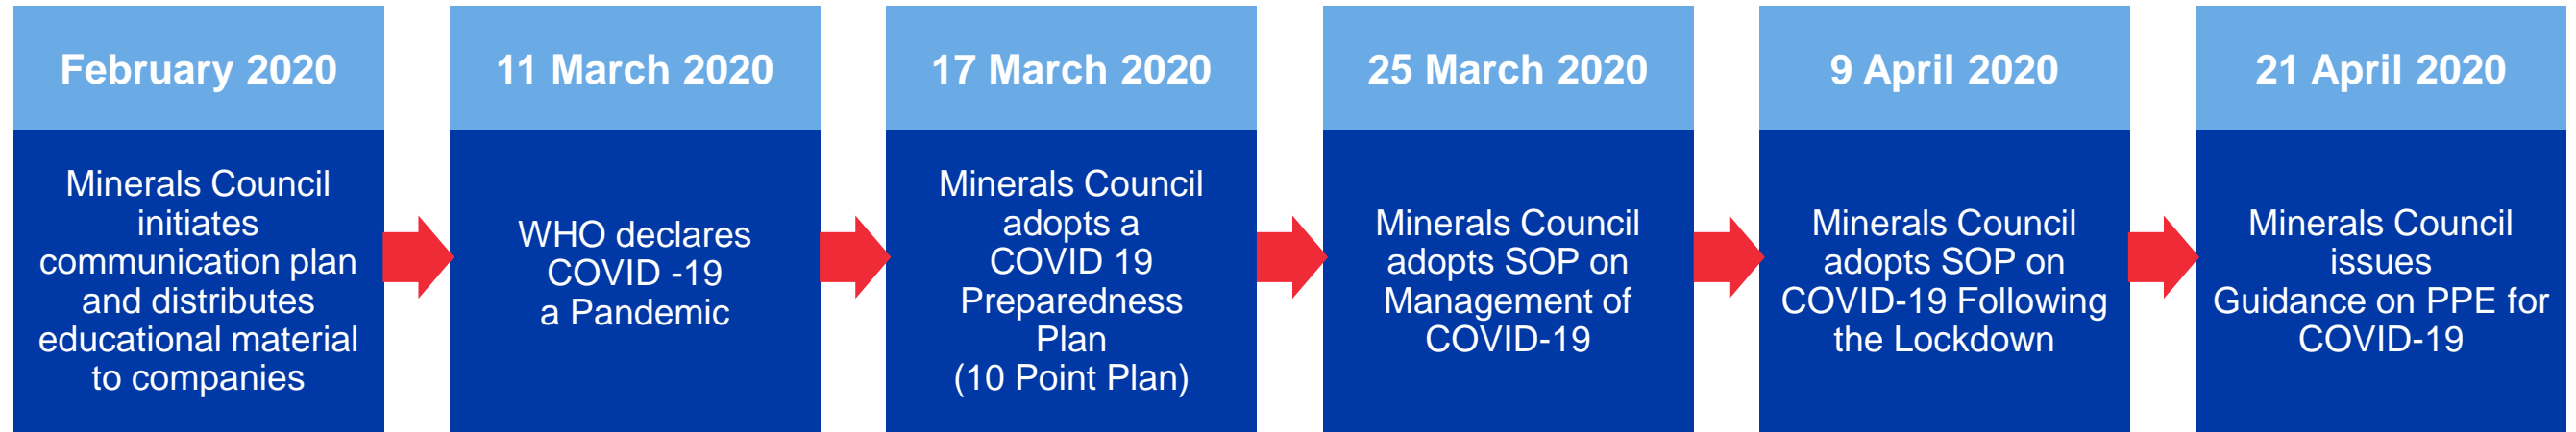 February 2020
Minerals Council
initiates
communication plan
and distributes
educational material
to companies
11 March 2020
WHO declares
COVID -19
a Pandemic
17 March 2020
Minerals Council
adopts a
COVID 19
Preparedness
Plan
(10 Point Plan)
25 March 2020
Minerals Council
adopts SOP on
Management of
COVID-19
9 April 2020
Minerals Council
adopts SOP on
COVID-19 Following
the Lockdown
21 April 2020
Minerals Council
issues
Guidance on PPE for
COVID-19